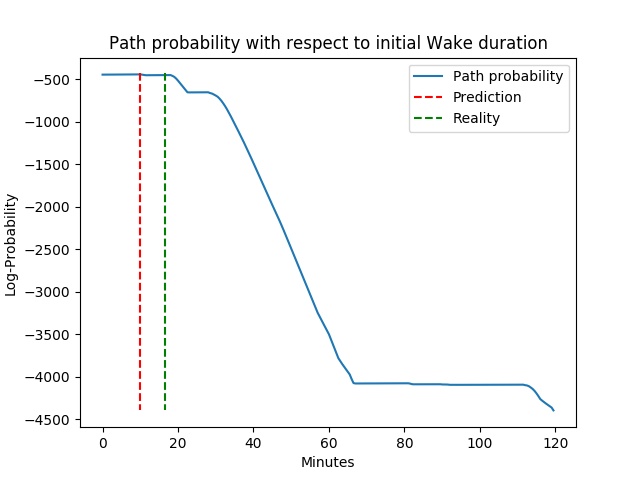 Path probability with respect to initial Wake duration
Path probability
Prediction
Reality
Log-Probability
−500
−1000
−1500
−2000
−2500
−3000
−3500
−4000
−4500
0 20 40 60 80 100 120
Minutes